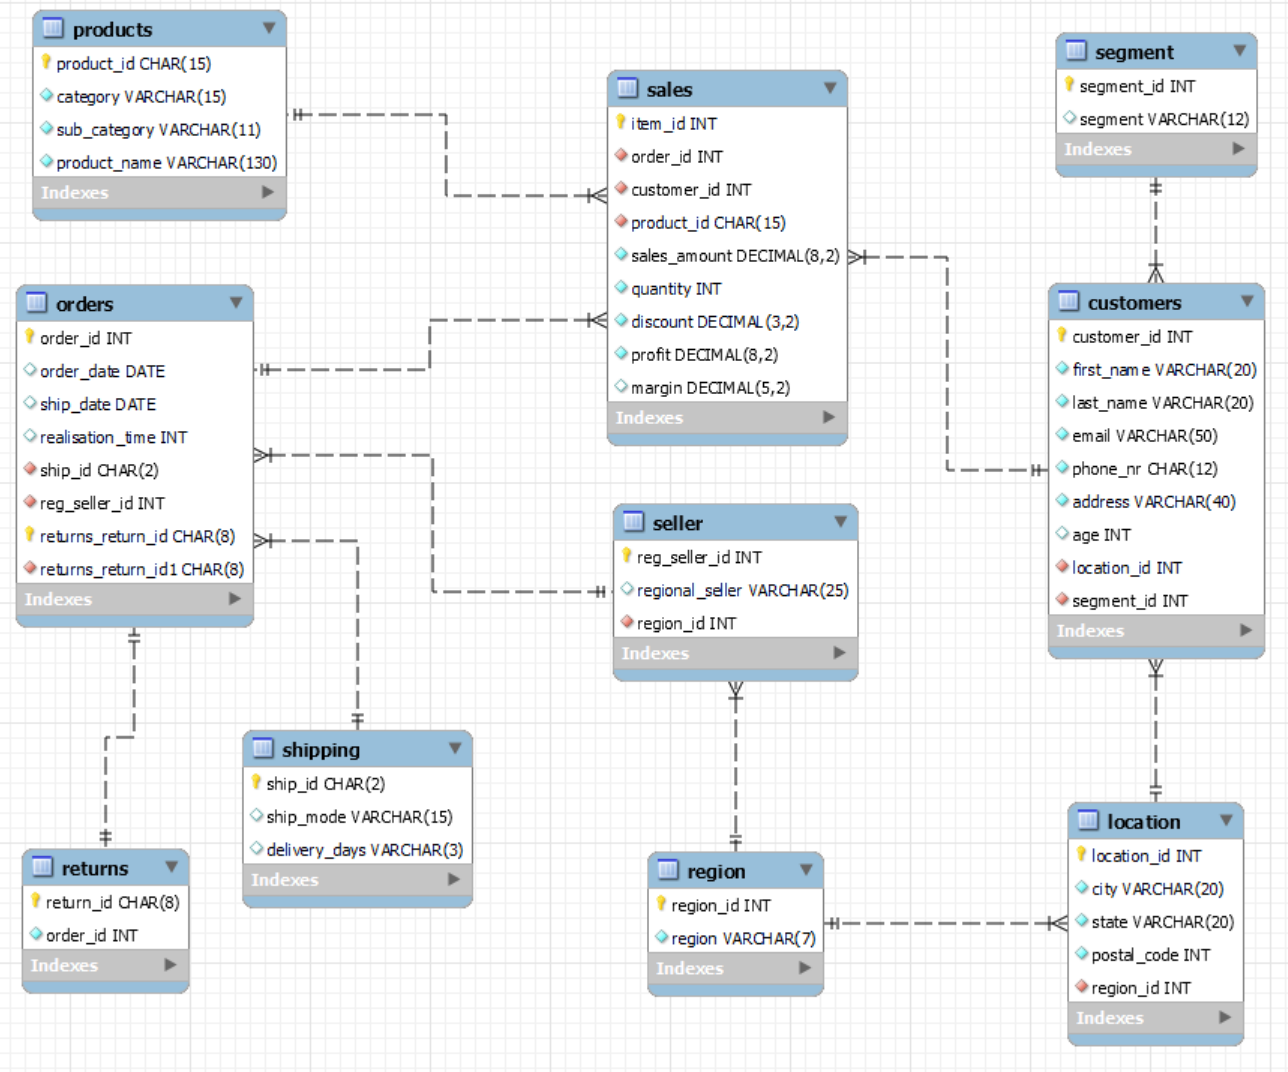 products
product_id CHAR(15)
category VARCHAR(15)
sub_category VARCHAR(11)
product_name VARCHAR(130)
Indexes
sales
item_id INT
order_id INT
customer_id INT
product_id CHAR(15)
sales_amount DECIMAL(8,2)
quantity INT
discount DECIMAL(3,2)
profit DECIMAL(8,2)
margin DECIMAL(5,2)
Indexes
segment
segment_id INT
segment VARCHAR(12)
Indexes
orders
order_id INT
order_date DATE
ship_date DATE
realisation_time INT
ship_id CHAR(2)
reg_seller_id INT
returns_return_id CHAR(8)
returns_return_id1 CHAR(8)
Indexes
customers
customer_id INT
first_name VARCHAR(20)
last_name VARCHAR(20)
email VARCHAR(50)
phone_nr CHAR(12)
address VARCHAR(40)
age INT
location_id INT
segment_id INT
Indexes
seller
reg_seller_id INT
regional_seller VARCHAR(25)
region_id INT
Indexes
shipping
ship_id CHAR(2)
ship_mode VARCHAR(15)
delivery_days VARCHAR(3)
Indexes
returns
return_id CHAR(8)
order_id INT
Indexes
region
region_id INT
region VARCHAR(7)
Indexes
location
location_id INT
city VARCHAR(20)
state VARCHAR(20)
postal_code INT
region_id INT
Indexes